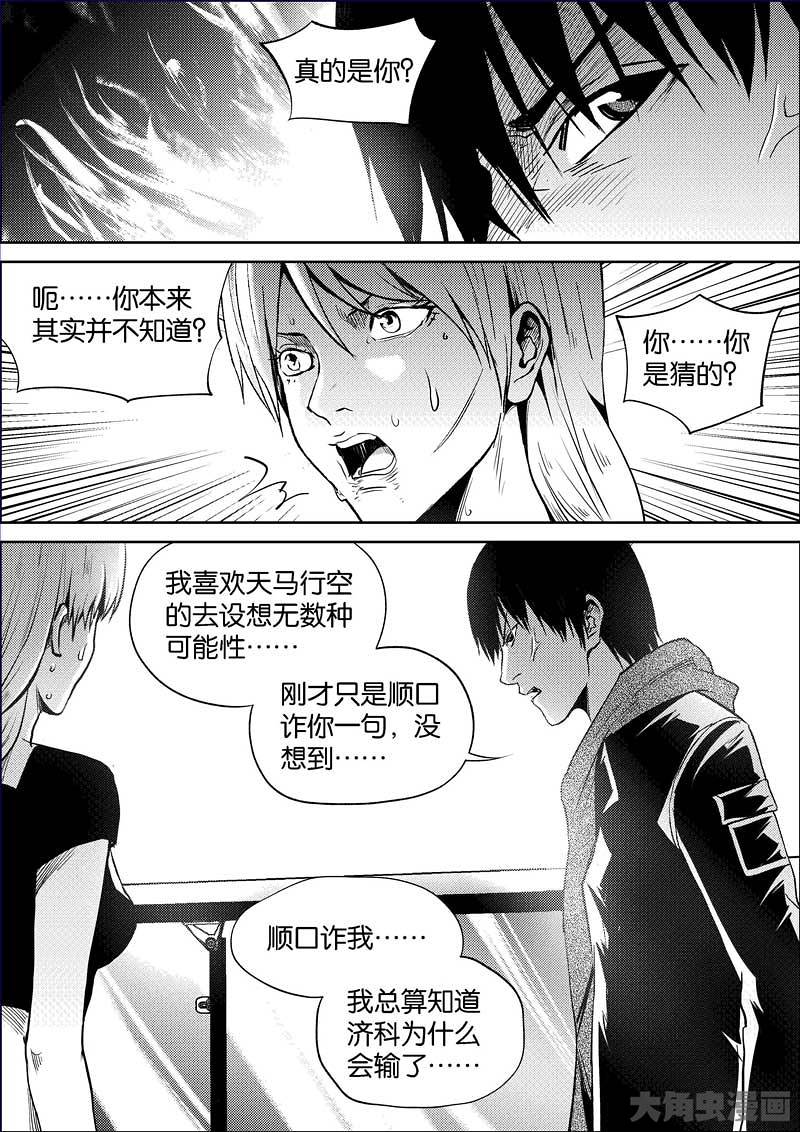 真的是你？
呃……你本来
其实并不知道？
你……你
是猜的？
我喜欢天马行空
的去设想无数种
可能性……
刚才只是顺口
诈你一句，没
想到……
顺口诈我……
我总算知道
济科为什么
会输了……
大角虫漫画